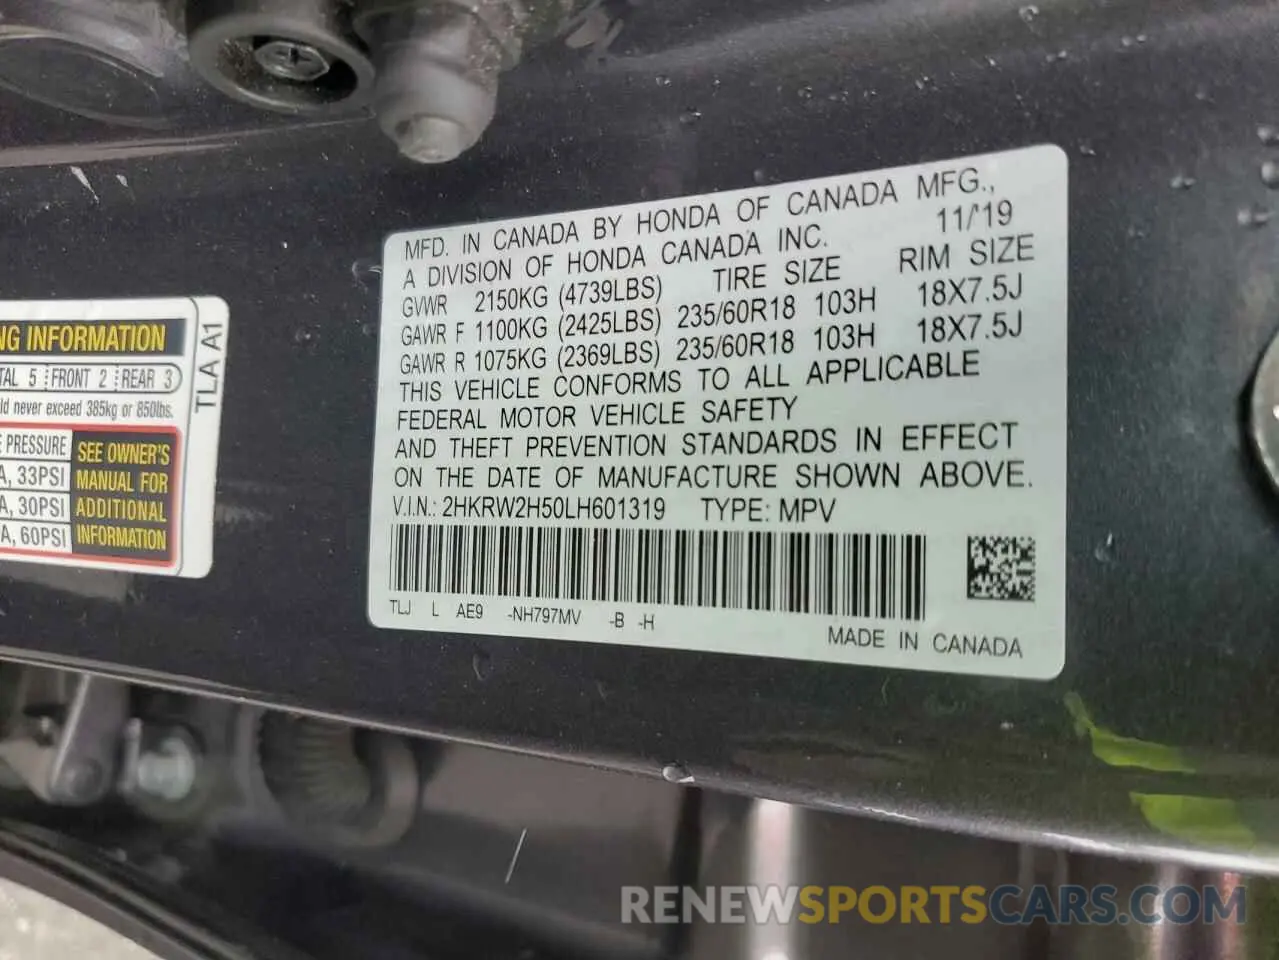 MFD. IN CANADA BY HONDA OF CANADA MFG.,
A DIVISION OF HONDA CANADA INC. 11/'19
GVWR 2150KG (4739LBS) TIRE SIZE RIM SIZE
GAWR F 1100KG (2425LBS) 235/60R18 103H 18X7.5J
GAWR R 1075KG (2369LBS) 235/60R18 103H 18X7.5J
THIS VEHICLE CONFORMS TO ALL APPLICABLE
FEDERAL MOTOR VEHICLE SAFETY
AND THEFT PREVENTION STANDARDS IN EFFECT
ON THE DATE OF MANUFACTURE SHOWN ABOVE.
V.I.N.: 2HKRW2H50LH601319 TYPE: MPV
TLJ L AE9 -NH797MV -B -H
MADE IN CANADA
INFORMATION
5 FRONT 2 REAR 3
never exceed 385kg or 850lbs.
TLA A1
PRESSURE
33PSI
30PSI
60PSI
SEE OWNER'S
MANUAL FOR
ADDITIONAL
INFORMATION
RENEWSPORTSCARS.COM